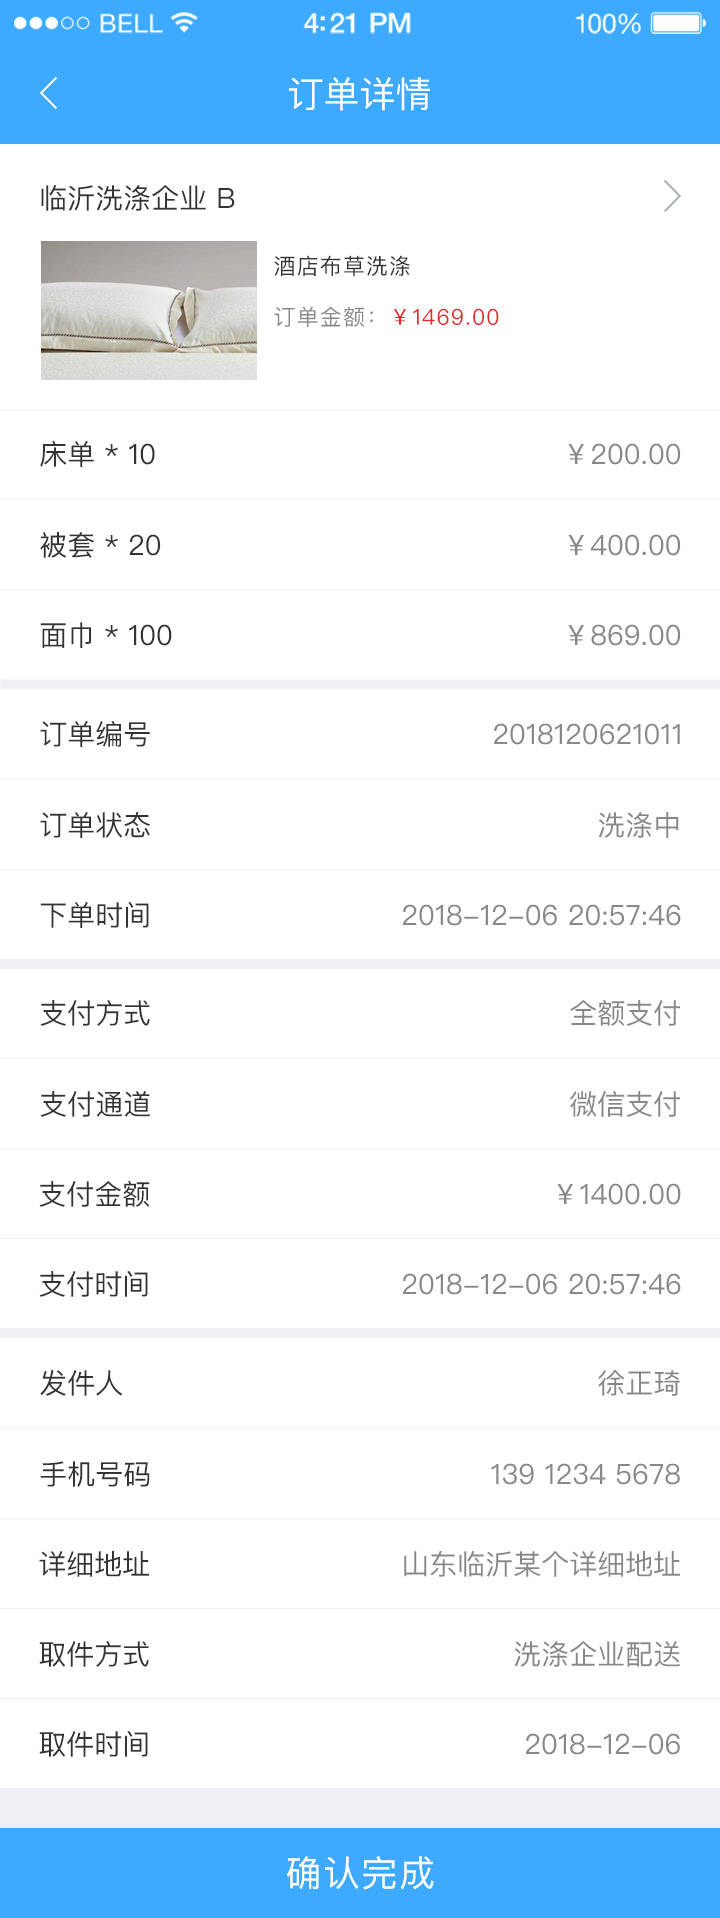 BELL 4:21 PM 100%
订单详情
临沂洗涤企业 B
酒店布草洗涤
订单金额: ¥1469.00
床单 * 10 ¥200.00
被套 * 20 ¥400.00
面巾 * 100 ¥869.00
订单编号 2018120621011
订单状态 洗涤中
下单时间 2018-12-06 20:57:46
支付方式 全额支付
支付通道 微信支付
支付金额 ¥1400.00
支付时间 2018-12-06 20:57:46
发件人 徐正琦
手机号码 139 1234 5678
详细地址 山东临沂某个详细地址
取件方式 洗涤企业配送
取件时间 2018-12-06
确认完成